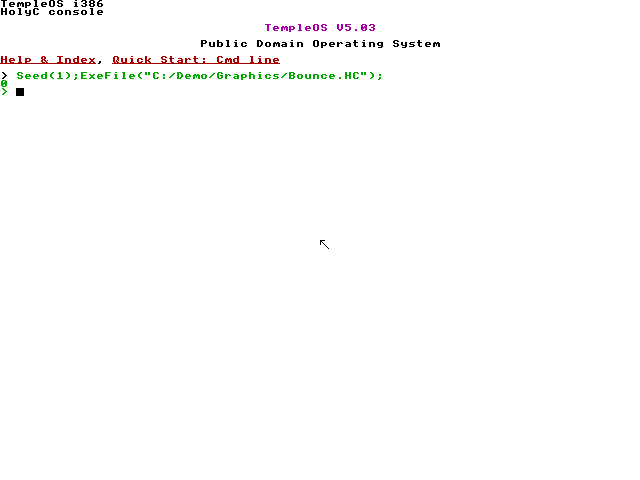 TempleOS i386
HolyC console
TempleOS V5.03
Public Domain Operating System
Help & Index, Quick Start: Cmd line
> Seed(1);ExeFile("C:/Demo/Graphics/Bounce.HC");
0
>